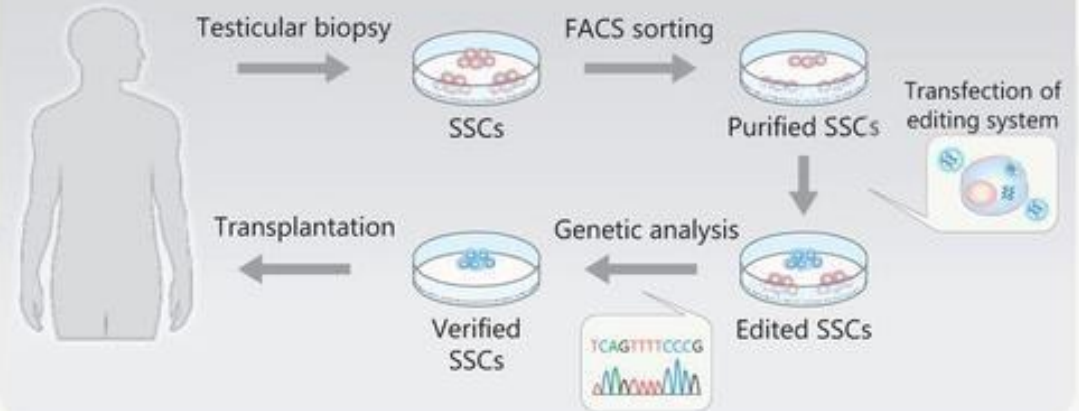 Testicular biopsy
FACS sorting
SSCs
Purified SSCs
Transfection of
editing system
Transplantation
Genetic analysis
Verified
SSCs
Edited SSCs
TCAGTTTTCCCG